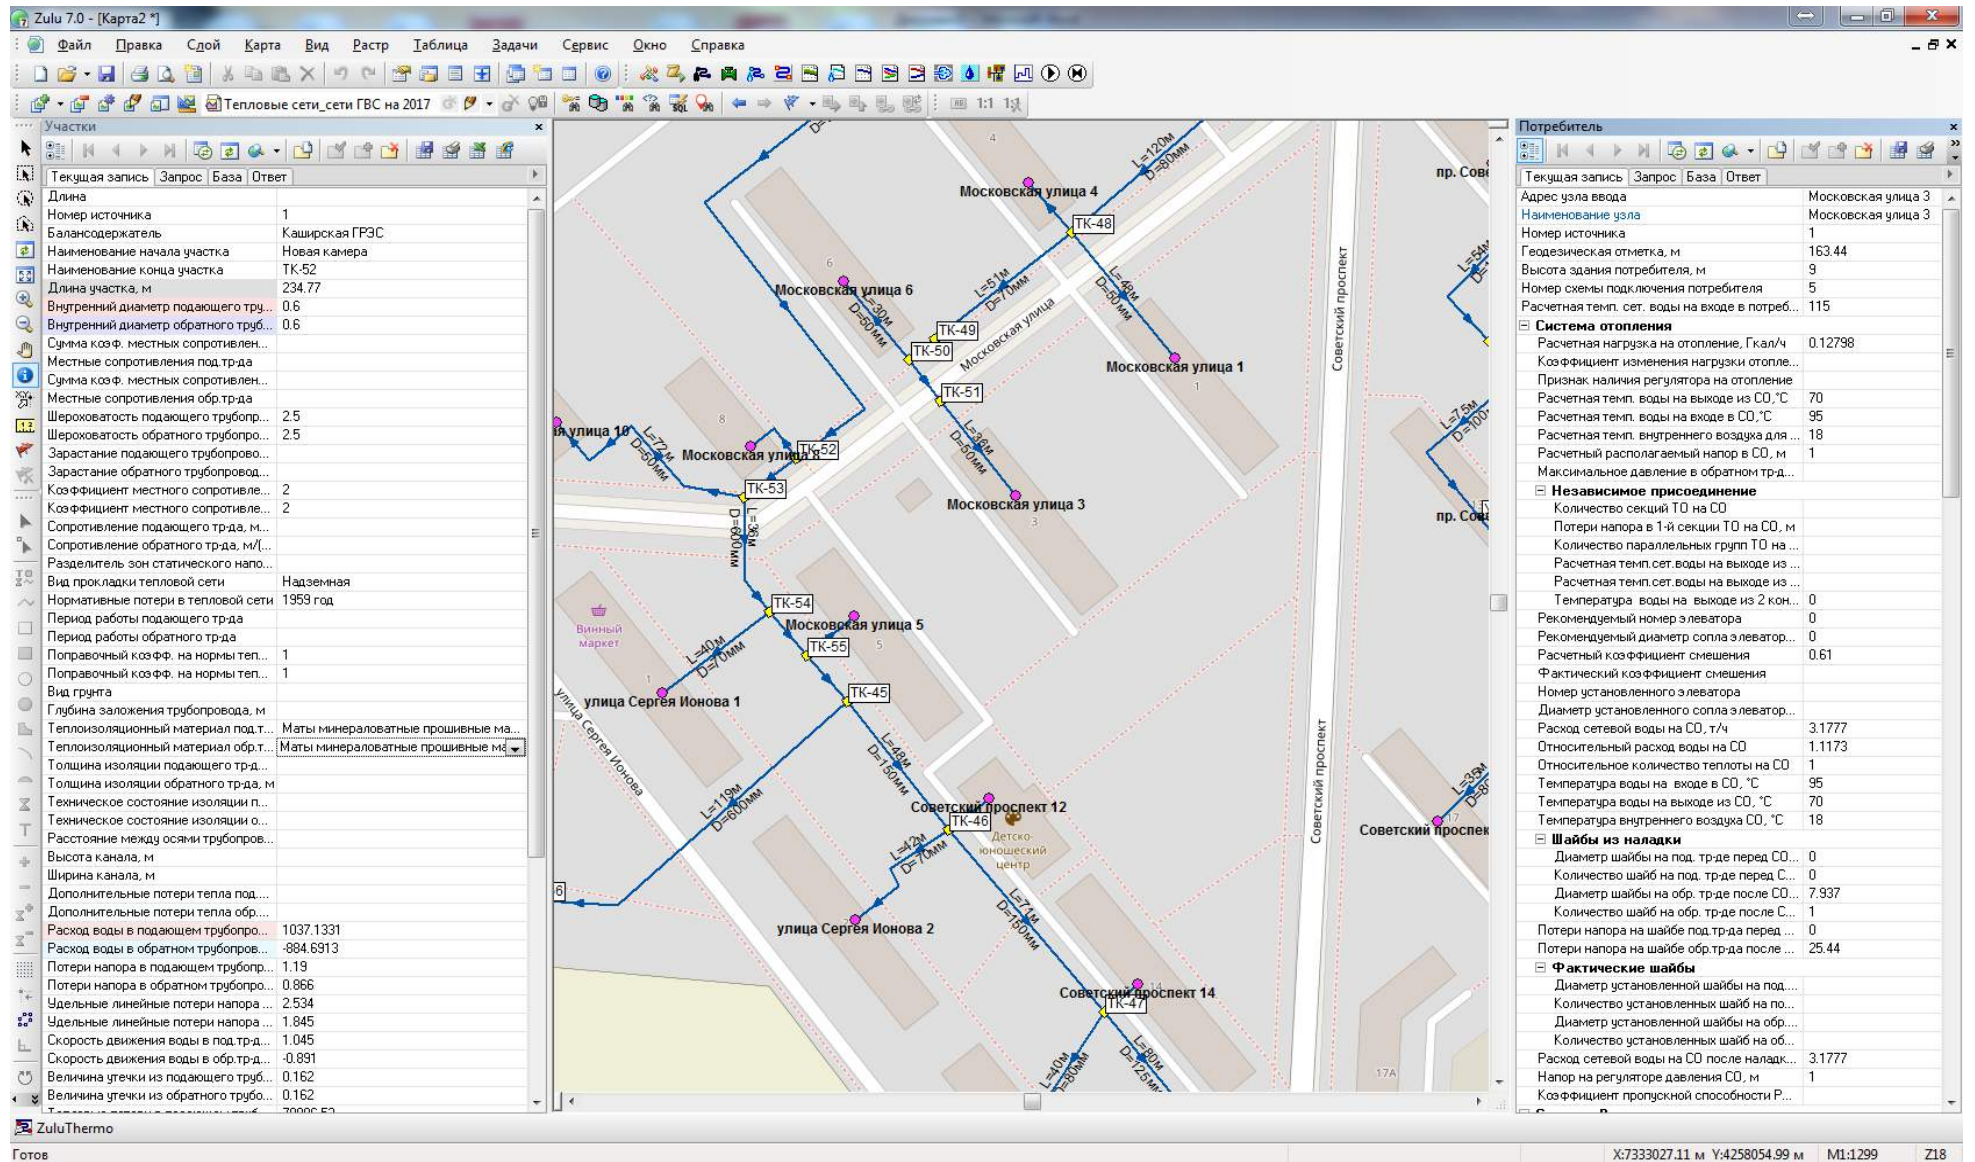 Zulu 7.0 - [Карта2 *]
Файл Правка Слой Карта Вид Растр Таблица Задачи Сервис Окно Справка
Тепловые сети_сети ГВС на 2017
1:1
Участки
Текущая запись Запрос База Ответ
Длина
Номер источника 1
Балансодержатель Каширская ГРЭС
Наименование начала участка Новая камера
Наименование конца участка ТК-52
Длина участка, м 234.77
Внутренний диаметр подающего тру... 0.6
Внутренний диаметр обратного труб... 0.6
Сумма коэф. местных сопротивлен...
Местные сопротивления под.тр-да
Сумма коэф. местных сопротивлен...
Местные сопротивления обр.тр-да
Шероховатость подающего трубопр... 2.5
Шероховатость обратного трубопро... 2.5
Зарастание подающего трубопрово...
Зарастание обратного трубопровод...
Коэффициент местного сопротивле... 2
Коэффициент местного сопротивле... 2
Сопротивление подающего тр-да, м...
Сопротивление обратного тр-да, м/(...
Разделитель зон статического напо...
Вид прокладки тепловой сети Надземная
Нормативные потери в тепловой сети 1959 год
Период работы подающего тр-да
Период работы обратного тр-да
Поправочный коэфф. на нормы теп... 1
Поправочный коэфф. на нормы теп... 1
Вид грунта
Глубина заложения трубопровода, м
Теплоизоляционный материал под.т... Маты минераловатные прошивные ма...
Теплоизоляционный материал обр.т... Маты минераловатные прошивные ма
Толщина изоляции подающего тр-д...
Толщина изоляции обратного тр-да, м
Техническое состояние изоляции п...
Техническое состояние изоляции о...
Расстояние между осями трубопров...
Высота канала, м
Ширина канала, м
Дополнительные потери тепла под....
Дополнительные потери тепла обр....
Расход воды в подающем трубопро... 1037.1331
Расход воды в обратном трубопров... -884.6913
Потери напора в подающем трубопр... 1.19
Потери напора в обратном трубопро... 0.866
Удельные линейные потери напора ... 2.534
Удельные линейные потери напора ... 1.845
Скорость движения воды в под.тр-д... 1.045
Скорость движения воды в обр.тр-д... -0.891
Величина утечки из подающего труб... 0.162
Величина утечки из обратного трубо... 0.162
4
L=120м
D=80мм
Московская улица 4
ТК-48
пр. Сове
6
Московская улица 6
L=51м
D=70мм
L=48м
D=50мм
L=30м
D=50мм
ТК-49
ТК-50
Московская улица
Московская улица 1
1
Советский проспект
L=54м
ТК-51
8
я улица 10
L=72м
D=50мм
Московская улица 8
ТК-52
L=36м
D=50мм
L=7.5м
D=100
ТК-53
Московская улица 3
3
L=36м
D=600мм
пр. Сове
ТК-54
Винный
маркет
Московская улица 5
5
ТК-55
L=40м
D=70мм
1
ТК-45
улица Сергея Ионова 1
улица Сергея Ионова
L=48м
D=150мм
L=119м
D=600мм
Советский проспект
Советский проспект 12
ТК-46
Детско-
юношеский
центр
L=42м
D=70мм
L=35м
D=80
17
Советский проспек
6
L=71м
D=150мм
улица Сергея Ионова 2
Советский проспект 14
14
ТК-47
L=40м
D=80мм
L=80м
D=125мм
17А
Потребитель
Текущая запись Запрос База Ответ
Адрес узла ввода Московская улица 3
Наименование узла Московская улица 3
Номер источника 1
Геодезическая отметка, м 163.44
Высота здания потребителя, м 9
Номер схемы подключения потребителя 5
Расчетная темп. сет. воды на входе в потреб... 115
Система отопления
Расчетная нагрузка на отопление, Гкал/ч 0.12798
Коэффициент изменения нагрузки отопле...
Признак наличия регулятора на отопление
Расчетная темп. воды на выходе из СО,°C 70
Расчетная темп. воды на входе в СО,°C 95
Расчетная темп. внутреннего воздуха для ... 18
Расчетный располагаемый напор в СО, м 1
Максимальное давление в обратном тр-д...
Независимое присоединение
Количество секций ТО на СО
Потери напора в 1-й секции ТО на СО, м
Количество параллельных групп ТО на ...
Расчетная темп.сет.воды на выходе из ...
Расчетная темп.сет.воды на выходе из ...
Температура воды на выходе из 2 кон... 0
Рекомендуемый номер элеватора 0
Рекомендуемый диаметр сопла элеватор... 0
Расчетный коэффициент смешения 0.61
Фактический коэффициент смешения
Номер установленного элеватора
Диаметр установленного сопла элеватор...
Расход сетевой воды на СО, т/ч 3.1777
Относительный расход воды на СО 1.1173
Относительное количество теплоты на СО 1
Температура воды на входе в СО, °C 95
Температура воды на выходе из СО, °C 70
Температура внутреннего воздуха СО, °C 18
Шайбы из наладки
Диаметр шайбы на под. тр-де перед СО... 0
Количество шайб на под. тр-де перед С... 0
Диаметр шайбы на обр. тр-де после СО... 7.937
Количество шайб на обр. тр-де после С... 1
Потери напора на шайбе под.тр-да перед ... 0
Потери напора на шайбе обр.тр-да после ... 25.44
Фактические шайбы
Диаметр установленной шайбы на под....
Количество установленных шайб на по...
Диаметр установленной шайбы на обр....
Количество установленных шайб на об...
Расход сетевой воды на СО после наладк... 3.1777
Напор на регуляторе давления СО, м 1
Коэффициент пропускной способности Р...
ZuluThermo
Готов
X:7333027.11 м Y:4258054.99 м М1:1299 Z18